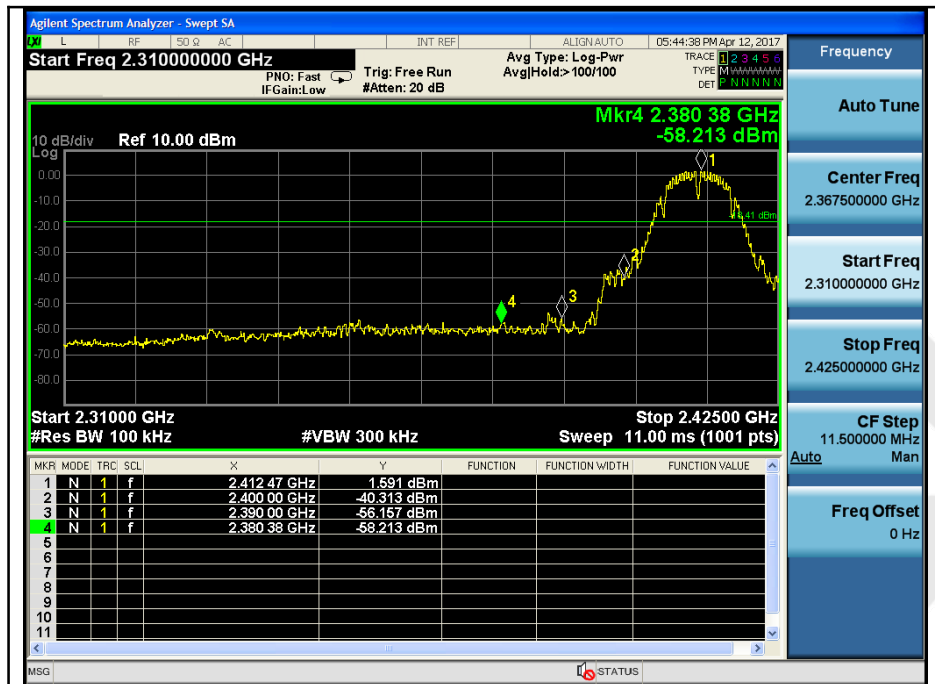 Agilent Spectrum Analyzer - Swept SA
LXI L RF 50 Ω AC INT REF ALIGN AUTO 05:44:38 PM Apr 12, 2017
Start Freq 2.310000000 GHz
PNO: Fast
IFGain:Low
Trig: Free Run
#Atten: 20 dB
Avg Type: Log-Pwr
Avg|Hold:>100/100
TRACE 1 2 3 4 5 6
TYPE M
DET P N N N N N
Mkr4 2.380 38 GHz
-58.213 dBm
10 dB/div Ref 10.00 dBm
Log
0.00
-10.0
-20.0
-30.0
-40.0
-50.0
-60.0
-70.0
-80.0
1
2
3
4
Start 2.31000 GHz Stop 2.42500 GHz
#Res BW 100 kHz #VBW 300 kHz Sweep 11.00 ms (1001 pts)
MKR MODE TRC SCL X Y FUNCTION FUNCTION WIDTH FUNCTION VALUE
1 N 1 f 2.412 47 GHz 1.591 dBm
2 N 1 f 2.400 00 GHz -40.313 dBm
3 N 1 f 2.390 00 GHz -56.157 dBm
4 N 1 f 2.380 38 GHz -58.213 dBm
5
6
7
8
9
10
11
MSG STATUS
Frequency
Auto Tune
Center Freq
2.367500000 GHz
Start Freq
2.310000000 GHz
Stop Freq
2.425000000 GHz
CF Step
11.500000 MHz
Auto Man
Freq Offset
0 Hz